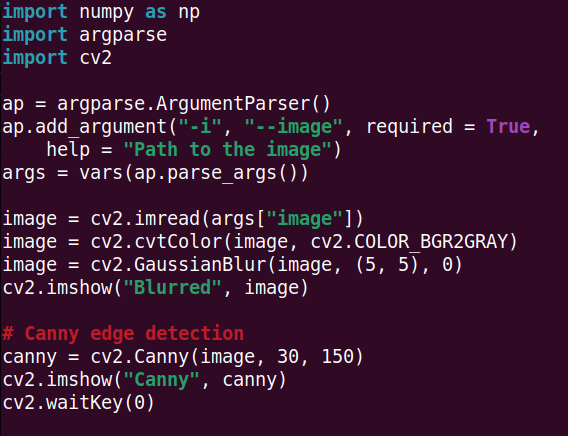 import numpy as np
import argparse
import cv2

ap = argparse.ArgumentParser()
ap.add_argument("-i", "--image", required = True,
    help = "Path to the image")
args = vars(ap.parse_args())

image = cv2.imread(args["image"])
image = cv2.cvtColor(image, cv2.COLOR_BGR2GRAY)
image = cv2.GaussianBlur(image, (5, 5), 0)
cv2.imshow("Blurred", image)

# Canny edge detection
canny = cv2.Canny(image, 30, 150)
cv2.imshow("Canny", canny)
cv2.waitKey(0)